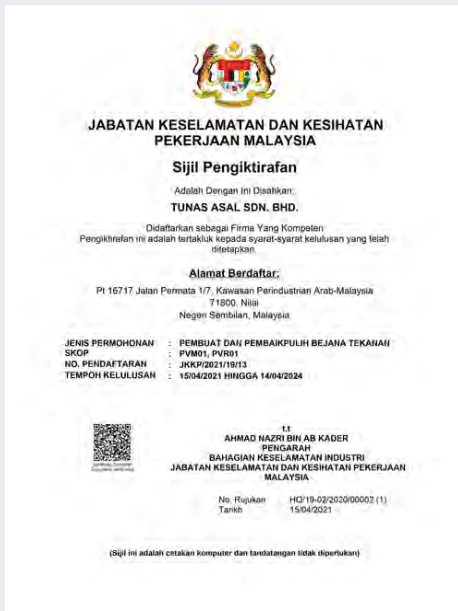 JABATAN KESELAMATAN DAN KESIHATAN
PEKERJAAN MALAYSIA
Sijil Pengiktirafan
Adalah Dengan Ini Disahkan:
TUNAS ASAL SDN. BHD.
Didaftarkan sebagai Firma Yang Kompeten
Pengiktirafan ini adalah tertakluk kepada syarat-syarat kelulusan yang telah
ditetapkan.
Alamat Berdaftar:
Pt 16717 Jalan Permata 1/7, Kawasan Perindustrian Arab-Malaysia
71800. Nilai
Negeri Sembilan, Malaysia
JENIS PERMOHONAN : PEMBUAT DAN PEMBAIKPULIH BEJANA TEKANAN
SKOP : PVM01, PVR01
NO. PENDAFTARAN : JKKP/2021/19/13
TEMPOH KELULUSAN : 15/04/2021 HINGGA 14/04/2024
t.t
AHMAD NAZRI BIN AB KADER
PENGARAH
BAHAGIAN KESELAMATAN INDUSTRI
JABATAN KESELAMATAN DAN KESIHATAN PEKERJAAN
MALAYSIA
No. Rujukan HQ/19-02/2020/00002 (1)
Tarikh 15/04/2021
(Sijil ini adalah cetakan komputer dan tandatangan tidak diperlukan)